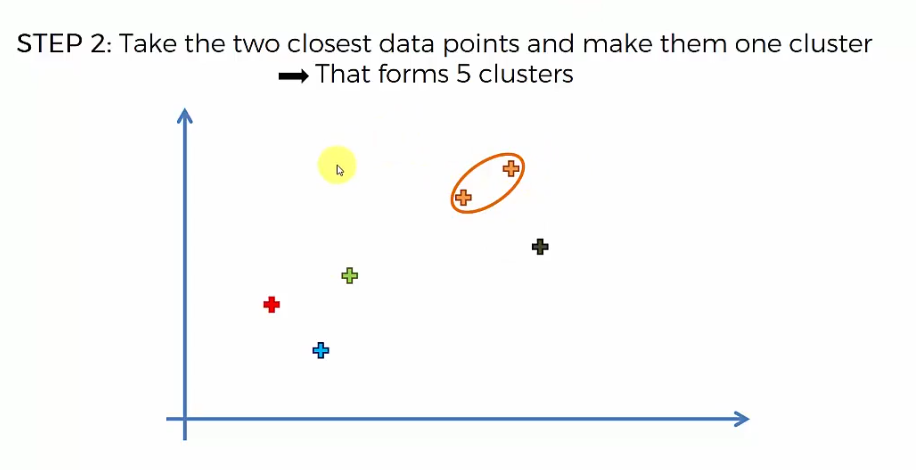 STEP 2: Take the two closest data points and make them one cluster
That forms 5 clusters